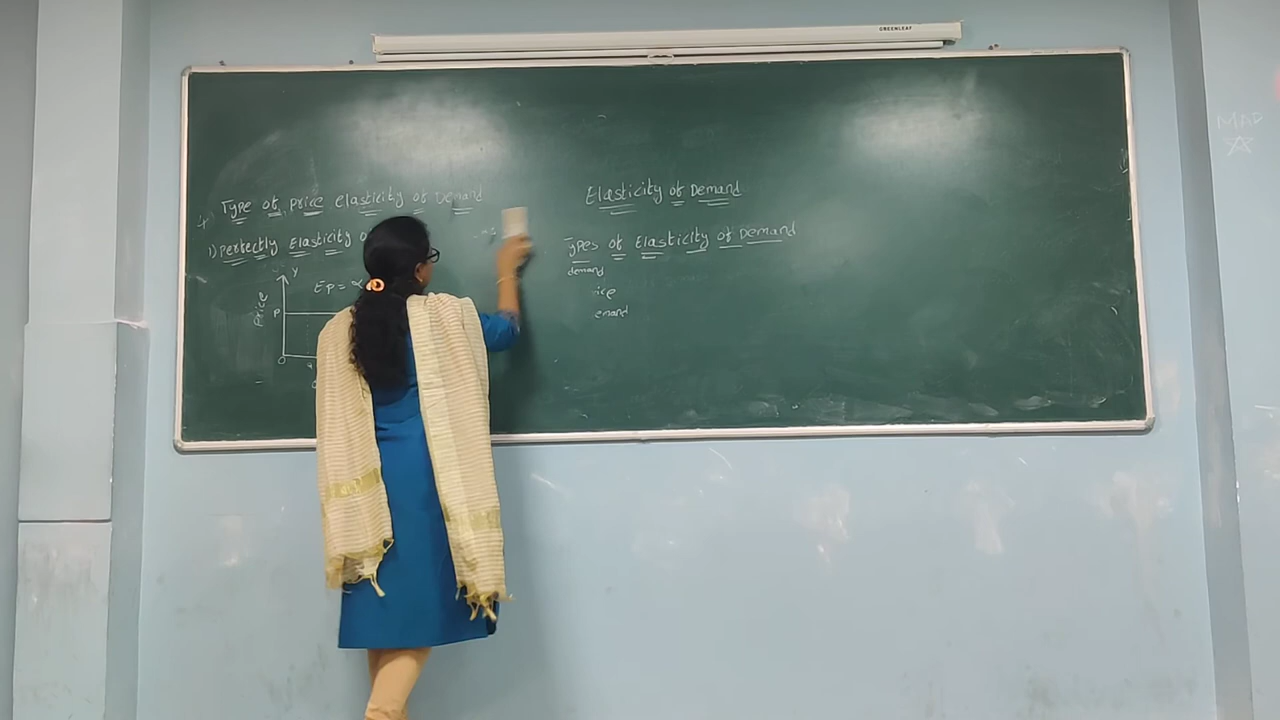 GREENLEAF
MAD
Type of price elasticity of Demand
1) Perfectly Elasticity
Y
Ep = ∝
Price
P
O
Elasticity of Demand
Types of Elasticity of Demand
demand
ice
emand